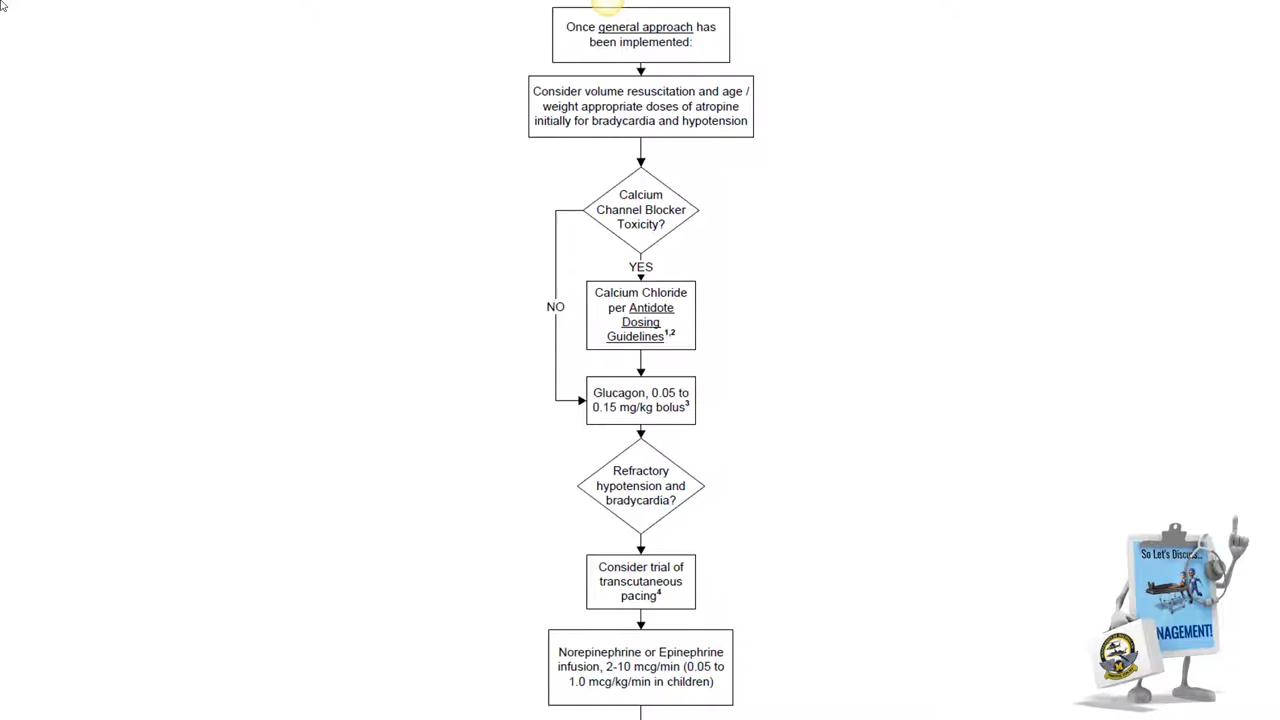 Once general approach has
been implemented:
Consider volume resuscitation and age /
weight appropriate doses of atropine
initially for bradycardia and hypotension
Calcium
Channel Blocker
Toxicity?
YES
NO
Calcium Chloride
per Antidote
Dosing
Guidelines1,2
Glucagon, 0.05 to
0.15 mg/kg bolus3
Refractory
hypotension and
bradycardia?
Consider trial of
transcutaneous
pacing4
Norepinephrine or Epinephrine
infusion, 2-10 mcg/min (0.05 to
1.0 mcg/kg/min in children)
So Let's Discuss...
NAGEMENT!